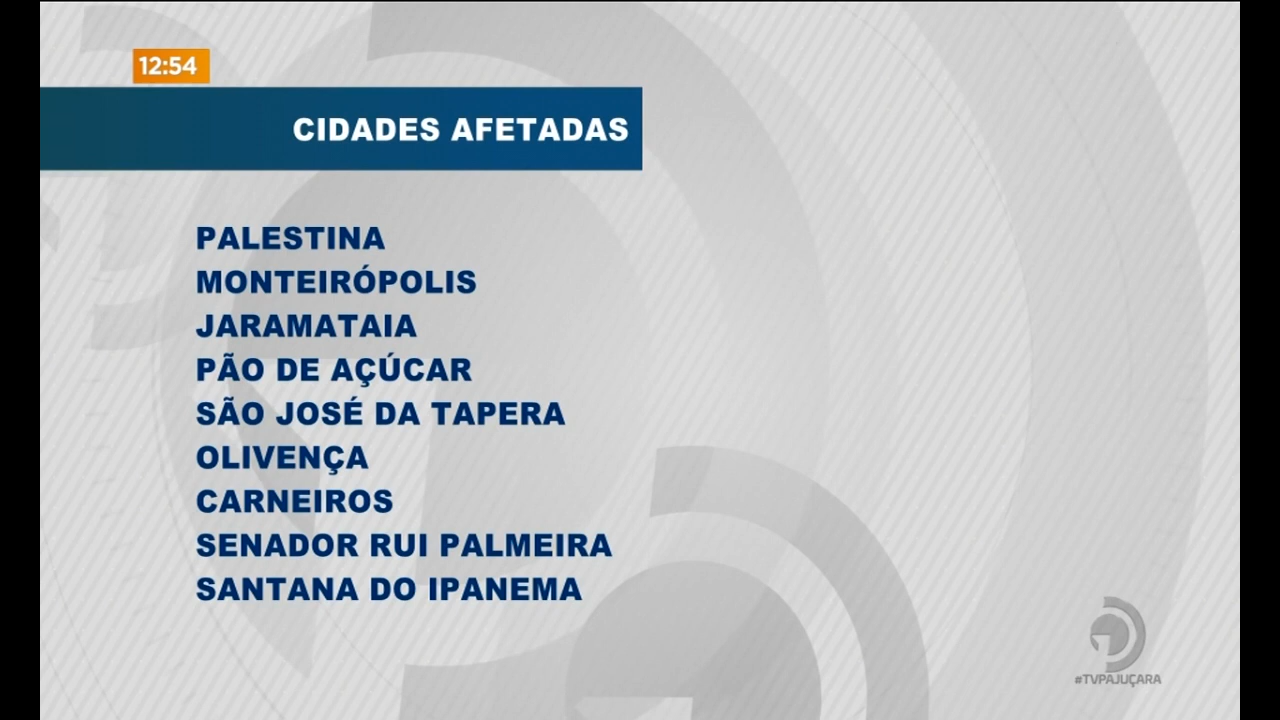 12:54
CIDADES AFETADAS
PALESTINA
MONTEIRÓPOLIS
JARAMATAIA
PÃO DE AÇÚCAR
SÃO JOSÉ DA TAPERA
OLIVENÇA
CARNEIROS
SENADOR RUI PALMEIRA
SANTANA DO IPANEMA
#TVPAJUÇARA